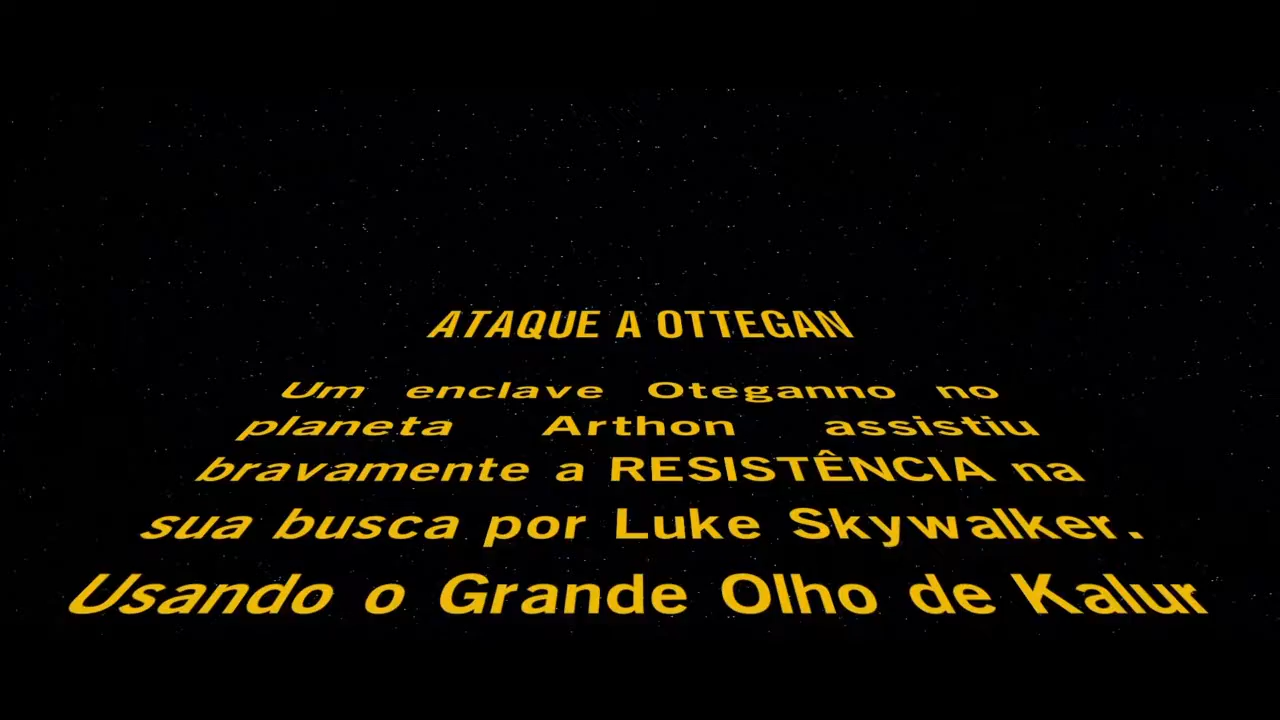 ATAQUE A OTTEGAN
Um enclave Oteganno no
planeta Arthon assistiu
bravamente a RESISTÊNCIA na
sua busca por Luke Skywalker.
Usando o Grande Olho de Kalur